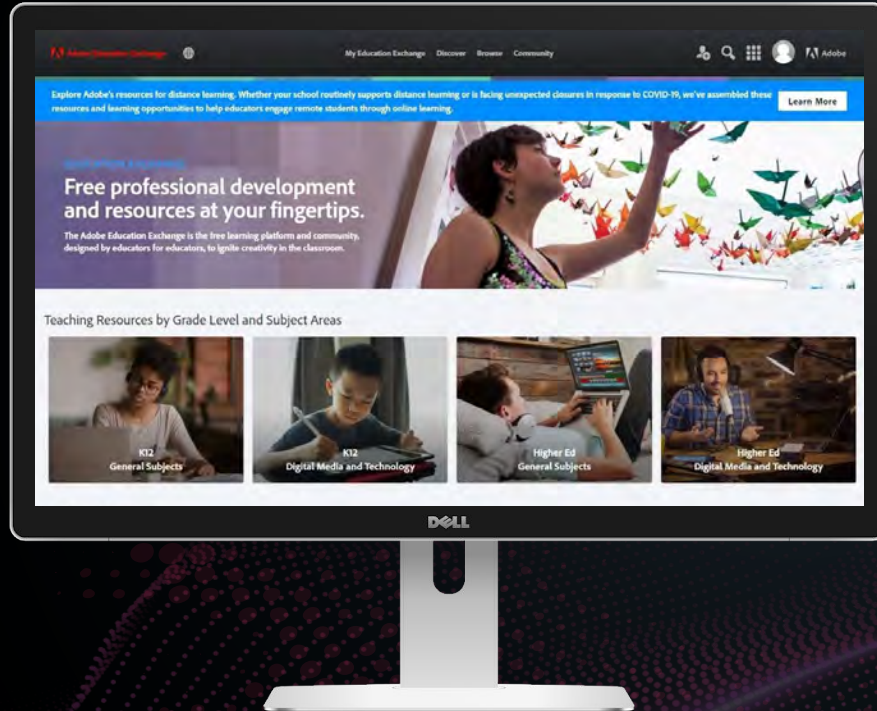 Adobe Education Exchange
My Education Exchange Discover Browse Community
Adobe
Explore Adobe's resources for distance learning. Whether your school routinely supports distance learning or is facing unexpected closures in response to COVID-19, we've assembled these
resources and learning opportunities to help educators engage remote students through online learning.
Learn More
EDUCATION EXCHANGE
Free professional development
and resources at your fingertips.
The Adobe Education Exchange is the free learning platform and community,
designed by educators for educators, to ignite creativity in the classroom.
Teaching Resources by Grade Level and Subject Areas
K12
General Subjects
K12
Digital Media and Technology
Higher Ed
General Subjects
Higher Ed
Digital Media and Technology
DELL